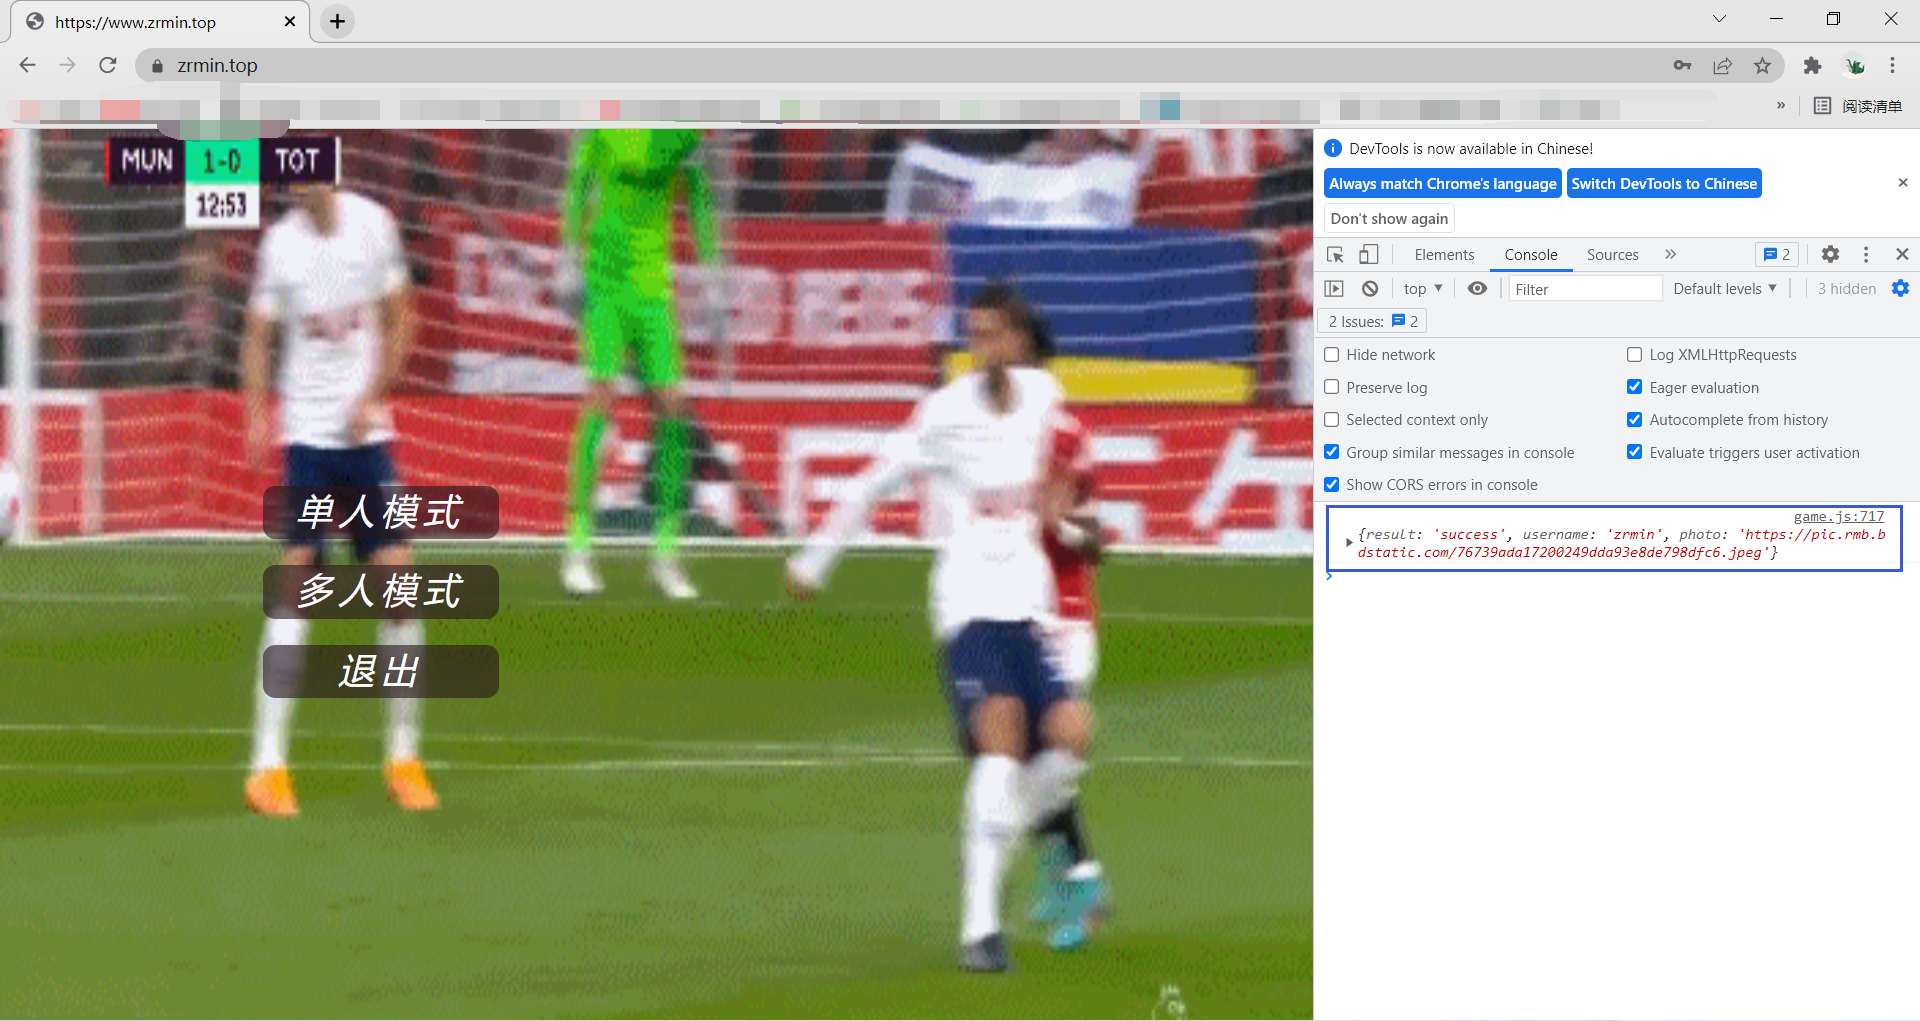 https://www.zrmin.top
zrmin.top
阅读清单
MUN 1-0 TOT
12:53
单人模式
多人模式
退出
DevTools is now available in Chinese!
Always match Chrome's language
Switch DevTools to Chinese
Don't show again
Elements Console Sources » 2
top Filter Default levels 3 hidden
2 Issues: 2
Hide network Log XMLHttpRequests
Preserve log Eager evaluation
Selected context only Autocomplete from history
Group similar messages in console Evaluate triggers user activation
Show CORS errors in console
game.js:717
{result: 'success', username: 'zrmin', photo: 'https://pic.rmb.b
dstatic.com/76739ada17200249dda93e8de798dfc6.jpeg'}